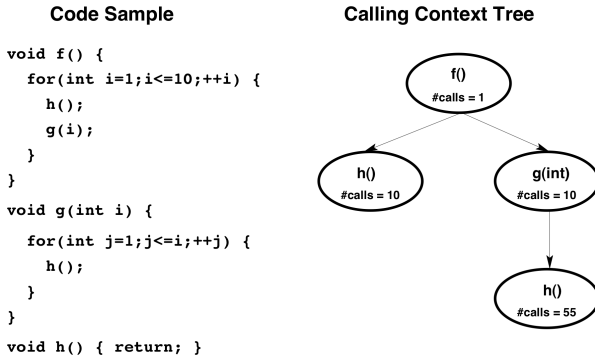 Code Sample
void f() {
  for(int i=1;i<=10;++i) {
    h();
    g(i);
  }
}
void g(int i) {
  for(int j=1;j<=i;++j) {
    h();
  }
}
void h() { return; }
Calling Context Tree
f()
#calls = 1
h()
#calls = 10
g(int)
#calls = 10
h()
#calls = 55